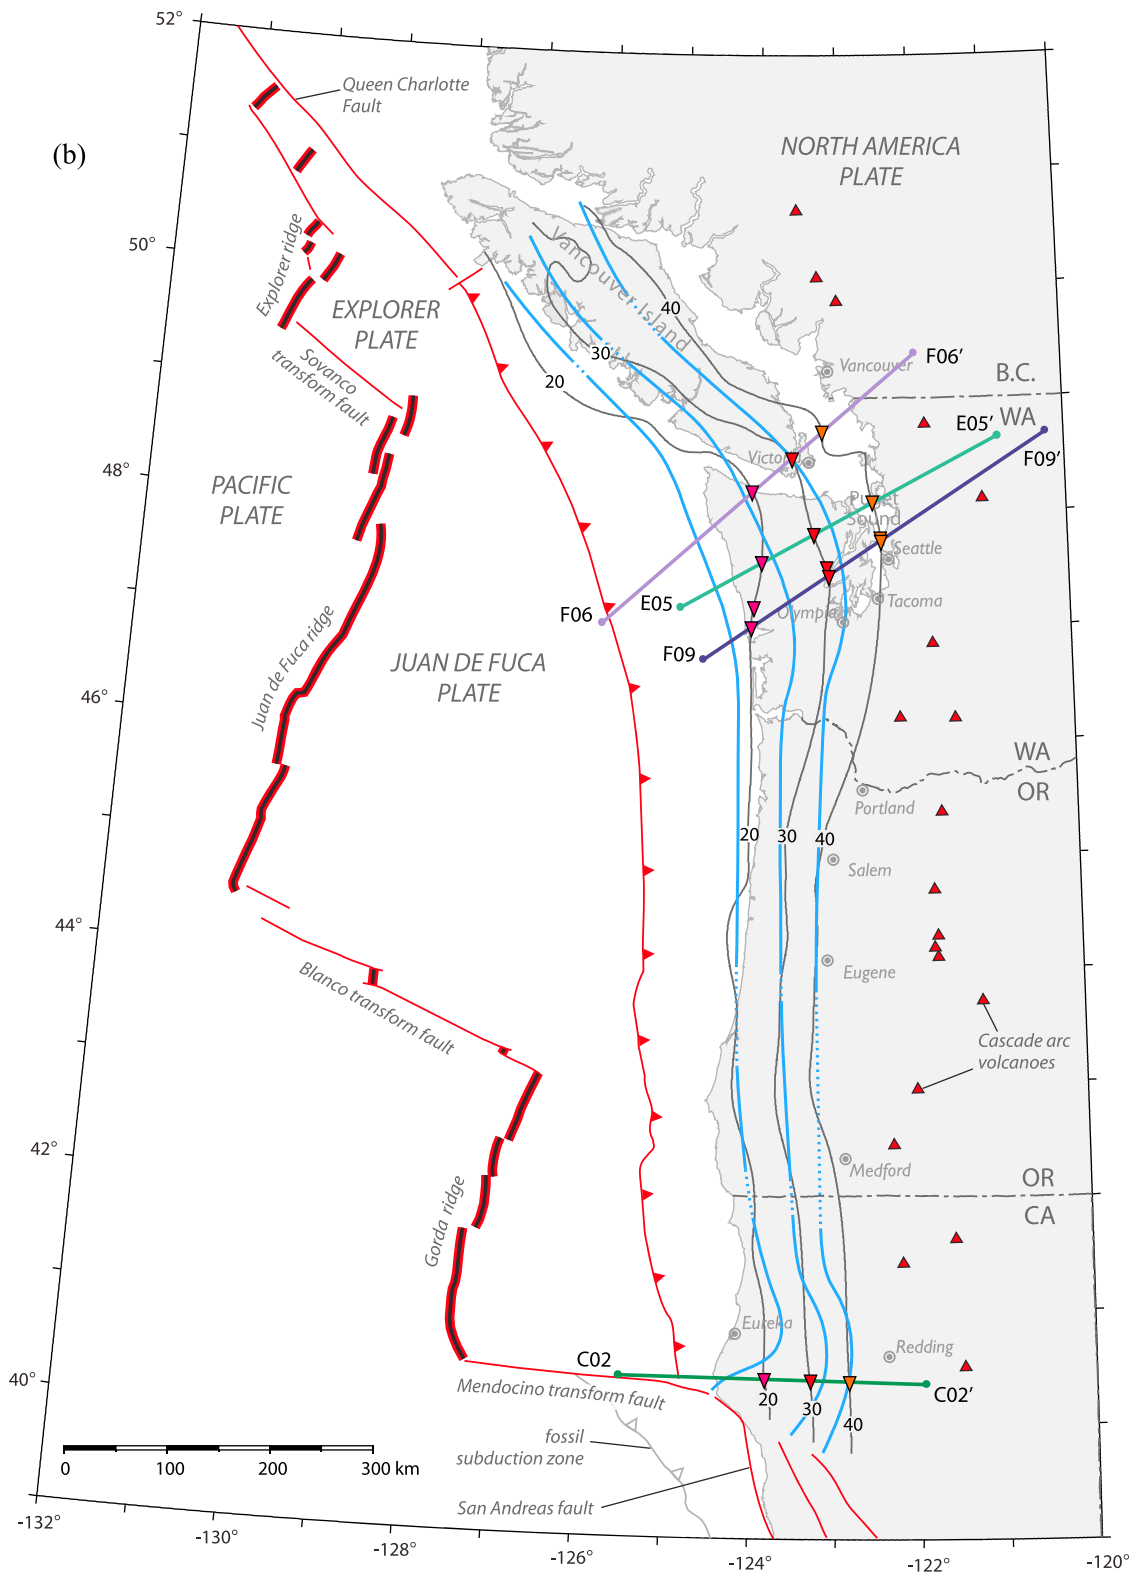 52°
(b)
Queen Charlotte
Fault
NORTH AMERICA
PLATE
50°
Explorer ridge
EXPLORER
PLATE
Vancouver Island
40
30
20
Sovanco
transform fault
Vancouver
F06’
B.C.
WA
E05’
F09’
48°
PACIFIC
PLATE
Victoria
Puget
Sound
Seattle
F06
E05
Olympia
Tacoma
F09
JUAN DE FUCA
PLATE
Juan de Fuca ridge
46°
WA
OR
Portland
20
30
40
Salem
44°
Eugene
Blanco transform fault
Cascade arc
volcanoes
42°
Medford
OR
CA
Gorda ridge
Eureka
Redding
C02
C02’
40°
Mendocino transform fault
20
30
40
fossil
subduction zone
San Andreas fault
0
100
200
300 km
-132°
-130°
-128°
-126°
-124°
-122°
-120°